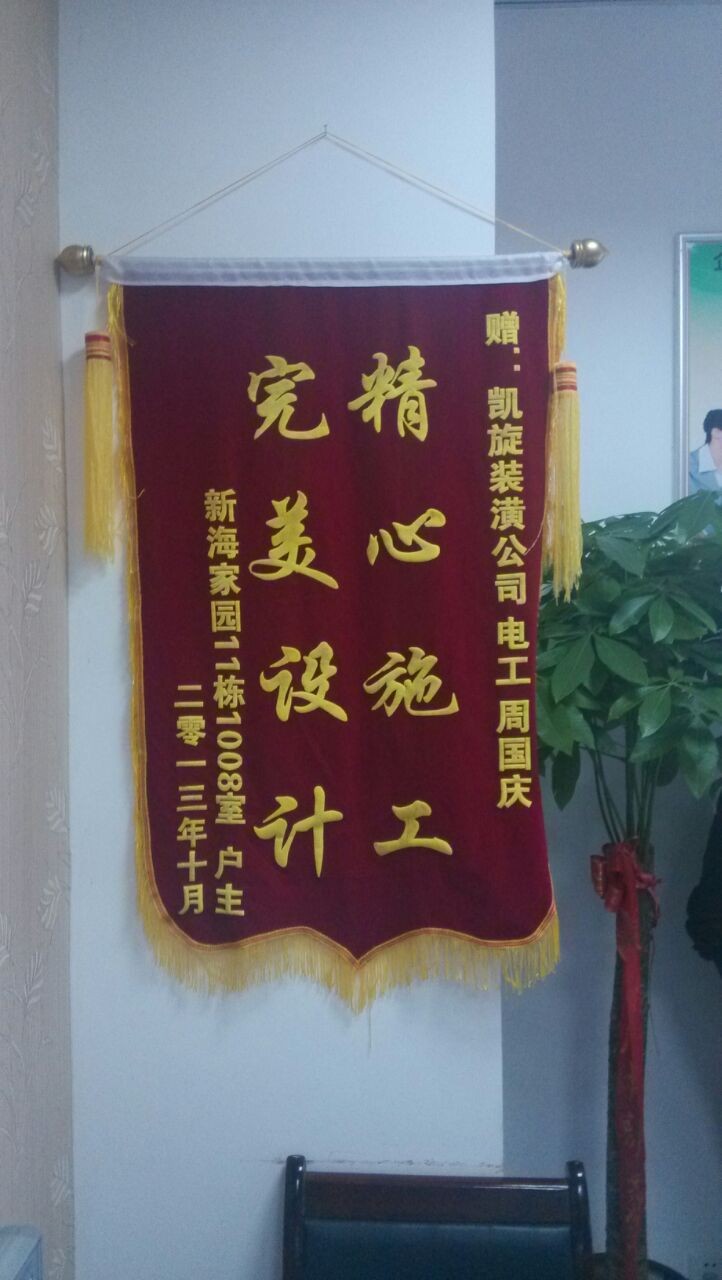 赠：凯旋装潢公司 电工 周国庆
精心施工
完美设计
新海家园11栋1008室 户主
二零一三年十月